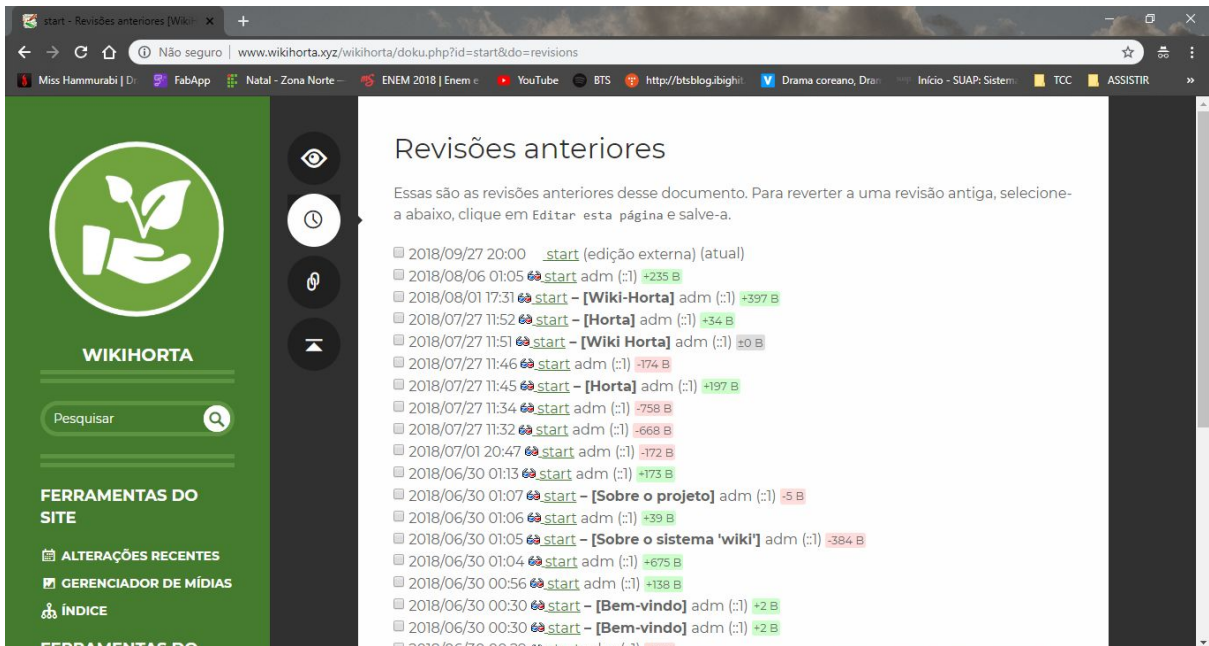 start - Revisões anteriores [Wiki
Não seguro | www.wikihorta.xyz/wikihorta/doku.php?id=start&do=revisions
Miss Hammurabi | Dr FabApp Natal - Zona Norte — ENEM 2018 | Enem e YouTube BTS http://btsblog.ibighit. Drama coreano, Dran Início - SUAP: Sistema TCC ASSISTIR »
WIKIHORTA
Pesquisar
FERRAMENTAS DO
SITE
ALTERAÇÕES RECENTES
GERENCIADOR DE MÍDIAS
ÍNDICE
FERRAMENTAS DO
Revisões anteriores
Essas são as revisões anteriores desse documento. Para reverter a uma revisão antiga, selecione-
a abaixo, clique em Editar esta página e salve-a.
2018/09/27 20:00 start (edição externa) (atual)
2018/08/06 01:05 start adm (::1) +235 B
2018/08/01 17:31 start – [Wiki-Horta] adm (::1) +397 B
2018/07/27 11:52 start – [Horta] adm (::1) +34 B
2018/07/27 11:51 start – [Wiki Horta] adm (::1) ±0 B
2018/07/27 11:46 start adm (::1) -174 B
2018/07/27 11:45 start – [Horta] adm (::1) +197 B
2018/07/27 11:34 start adm (::1) -758 B
2018/07/27 11:32 start adm (::1) -668 B
2018/07/01 20:47 start adm (::1) -172 B
2018/06/30 01:13 start adm (::1) +173 B
2018/06/30 01:07 start – [Sobre o projeto] adm (::1) -5 B
2018/06/30 01:06 start adm (::1) +39 B
2018/06/30 01:05 start – [Sobre o sistema 'wiki'] adm (::1) -384 B
2018/06/30 01:04 start adm (::1) +675 B
2018/06/30 00:56 start adm (::1) +138 B
2018/06/30 00:30 start – [Bem-vindo] adm (::1) +2 B
2018/06/30 00:30 start – [Bem-vindo] adm (::1) +2 B